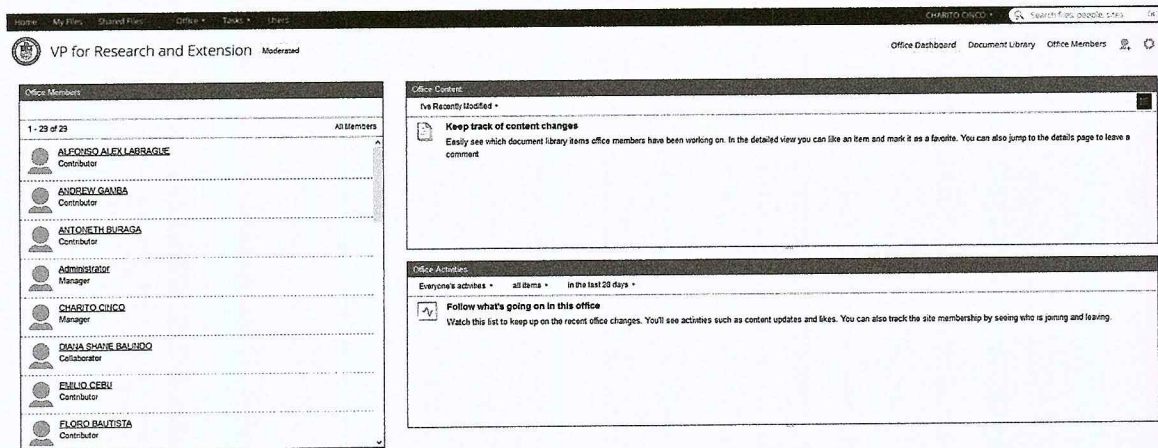 Home My Files Shared Files Office Tasks Users CHARITO CINCO Search files, people, sites
VP for Research and Extension Moderated
Office Dashboard Document Library Office Members
Office Members
1 - 29 of 29 All Members
ALFONSO ALEX LABRAGUE
Contributor
ANDREW GAMBA
Contributor
ANTONETH BURAGA
Contributor
Administrator
Manager
CHARITO CINCO
Manager
DIANA SHANE BALINDO
Collaborator
EMILIO CEBU
Contributor
FLORO BAUTISTA
Contributor
Office Content
I've Recently Modified
Keep track of content changes
Easily see which document library items office members have been working on. In the detailed view you can like an item and mark it as a favorite. You can also jump to the details page to leave a
comment
Office Activities
Everyone's activities all items in the last 28 days
Follow what's going on in this office
Watch this list to keep up on the recent office changes. You'll see activities such as content updates and likes. You can also track the site membership by seeing who is joining and leaving.